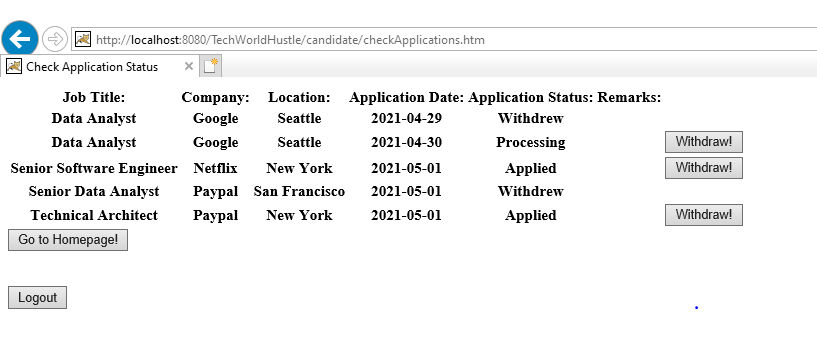 http://localhost:8080/TechWorldHustle/candidate/checkApplications.htm
Check Application Status
Job Title: Company: Location: Application Date: Application Status: Remarks:
Data Analyst Google Seattle 2021-04-29 Withdrew
Data Analyst Google Seattle 2021-04-30 Processing Withdraw!
Senior Software Engineer Netflix New York 2021-05-01 Applied Withdraw!
Senior Data Analyst Paypal San Francisco 2021-05-01 Withdrew
Technical Architect Paypal New York 2021-05-01 Applied Withdraw!
Go to Homepage!
Logout